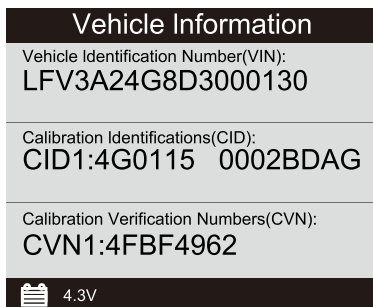 Vehicle Information
Vehicle Identification Number(VIN):
LFV3A24G8D3000130
Calibration Identifications(CID):
CID1:4G0115 0002BDAG
Calibration Verification Numbers(CVN):
CVN1:4FBF4962
4.3V